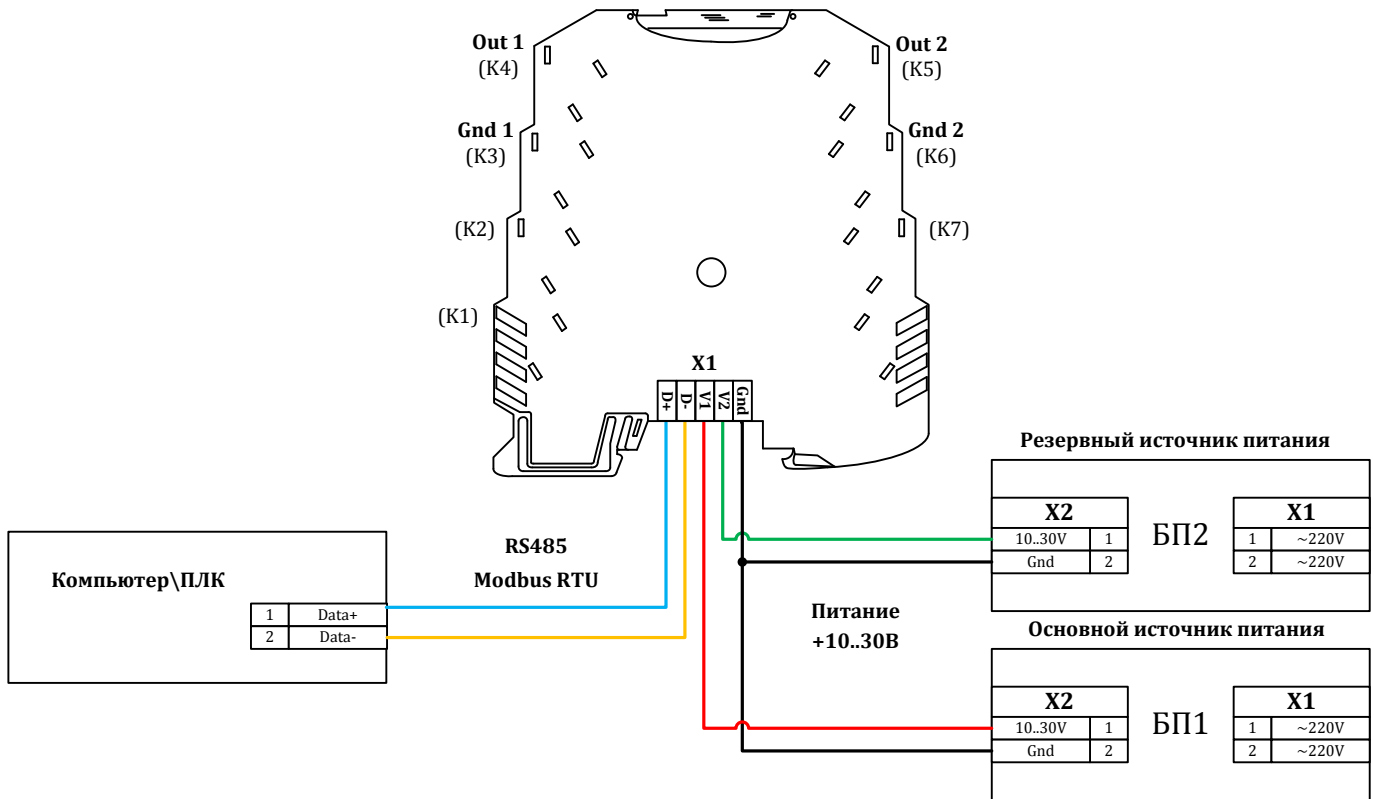 Out 1
(K4)
Out 2
(K5)
Gnd 1
(K3)
Gnd 2
(K6)
(K2)
(K7)
(K1)
X1
D+
D-
V1
V2
Gnd
Резервный источник питания
X2
10..30V 1
Gnd 2
БП2
X1
1 ~220V
2 ~220V
RS485
Modbus RTU
Компьютер\ПЛК
1 Data+
2 Data-
Питание
+10..30В
Основной источник питания
X2
10..30V 1
Gnd 2
БП1
X1
1 ~220V
2 ~220V